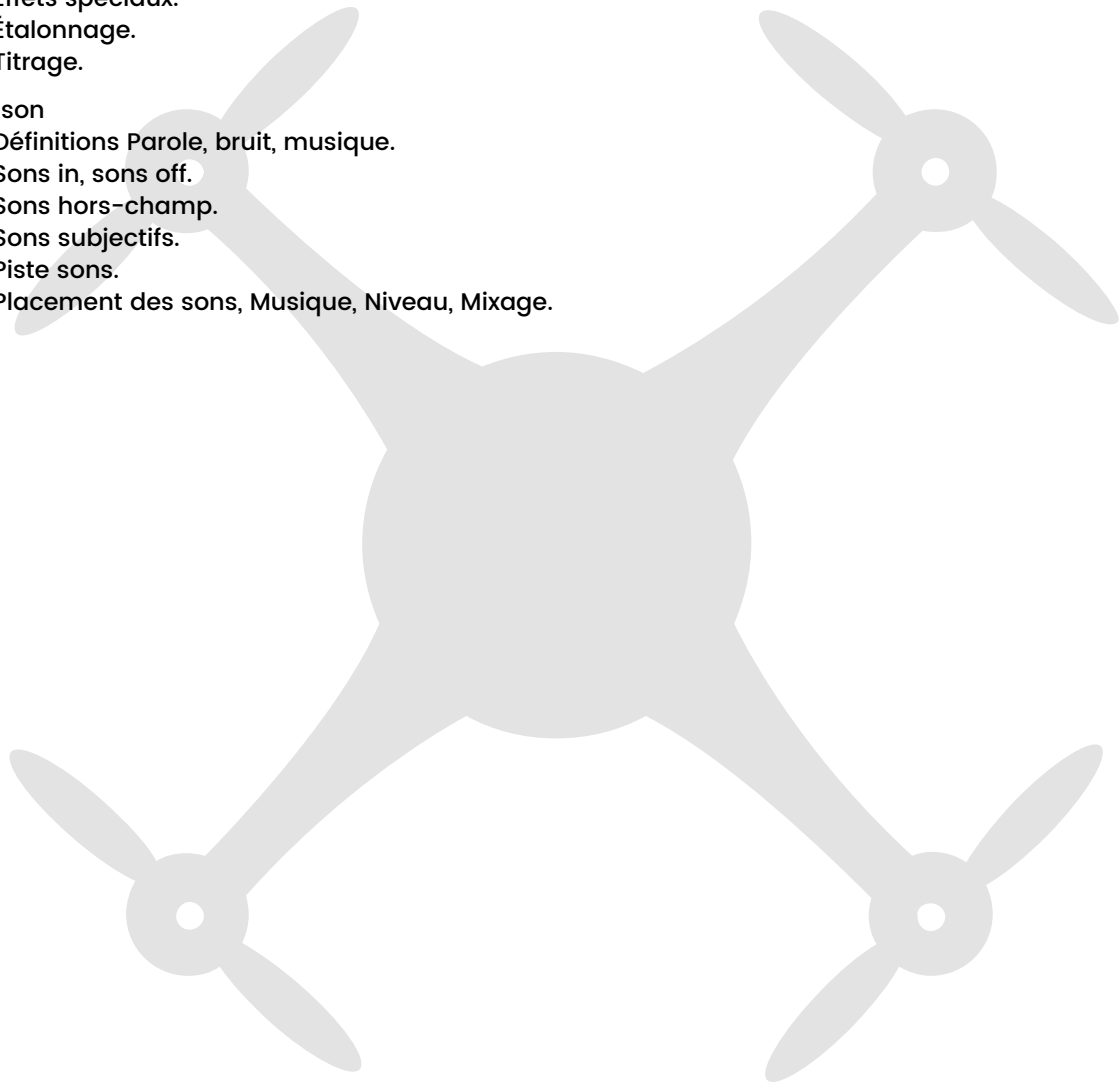 Effets spéciaux.
Étalonnage.
Titrage.
son
Définitions Parole, bruit, musique.
Sons in, sons off.
Sons hors-champ.
Sons subjectifs.
Piste sons.
Placement des sons, Musique, Niveau, Mixage.